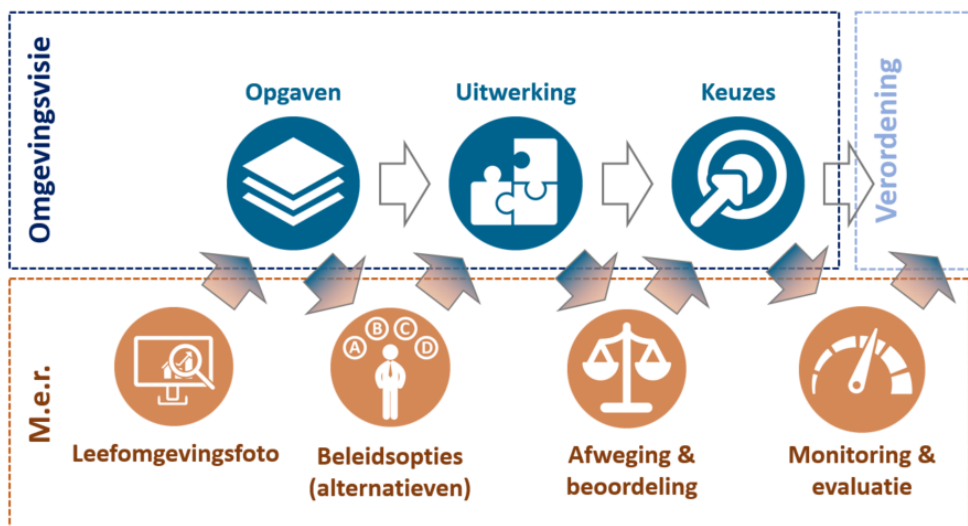 Omgevingsvisie
Opgaven
Uitwerking
Keuzes
Verordening
M.e.r.
A
B
C
D
Leefomgevingsfoto
Beleidsopties
(alternatieven)
Afweging &
beoordeling
Monitoring &
evaluatie